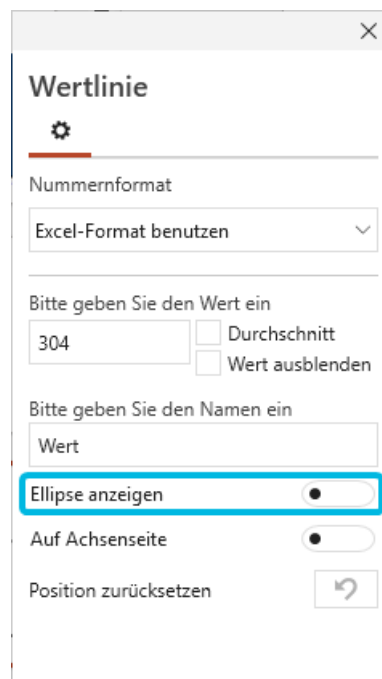 Wertlinie
Nummernformat
Excel-Format benutzen
Bitte geben Sie den Wert ein
304
Durchschnitt
Wert ausblenden
Bitte geben Sie den Namen ein
Wert
Ellipse anzeigen
Auf Achsenseite
Position zurücksetzen